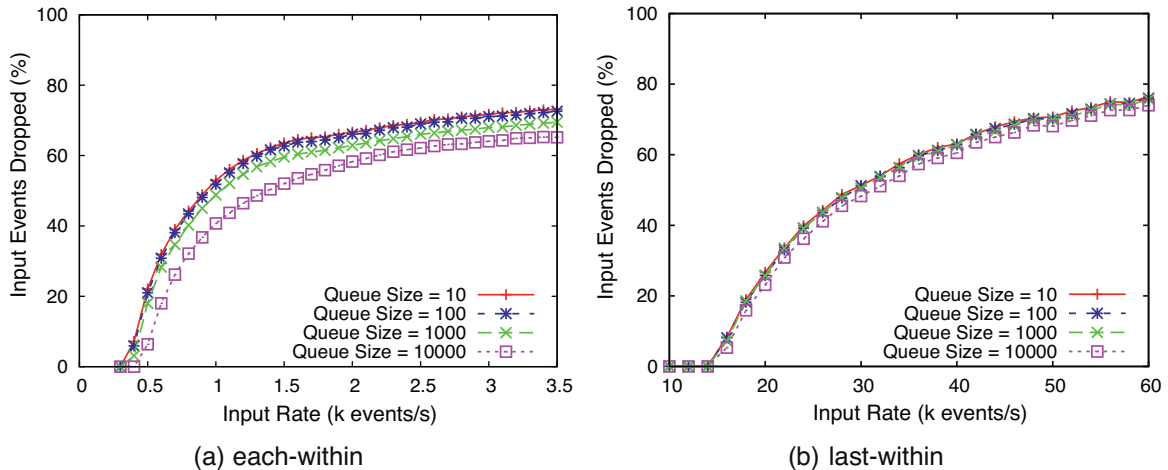 Input Events Dropped (%)
100
80
60
40
20
0
Queue Size = 10
Queue Size = 100
Queue Size = 1000
Queue Size = 10000
0 0.5 1 1.5 2 2.5 3 3.5
Input Rate (k events/s)
(a) each-within
Input Events Dropped (%)
100
80
60
40
20
0
Queue Size = 10
Queue Size = 100
Queue Size = 1000
Queue Size = 10000
10 20 30 40 50 60
Input Rate (k events/s)
(b) last-within